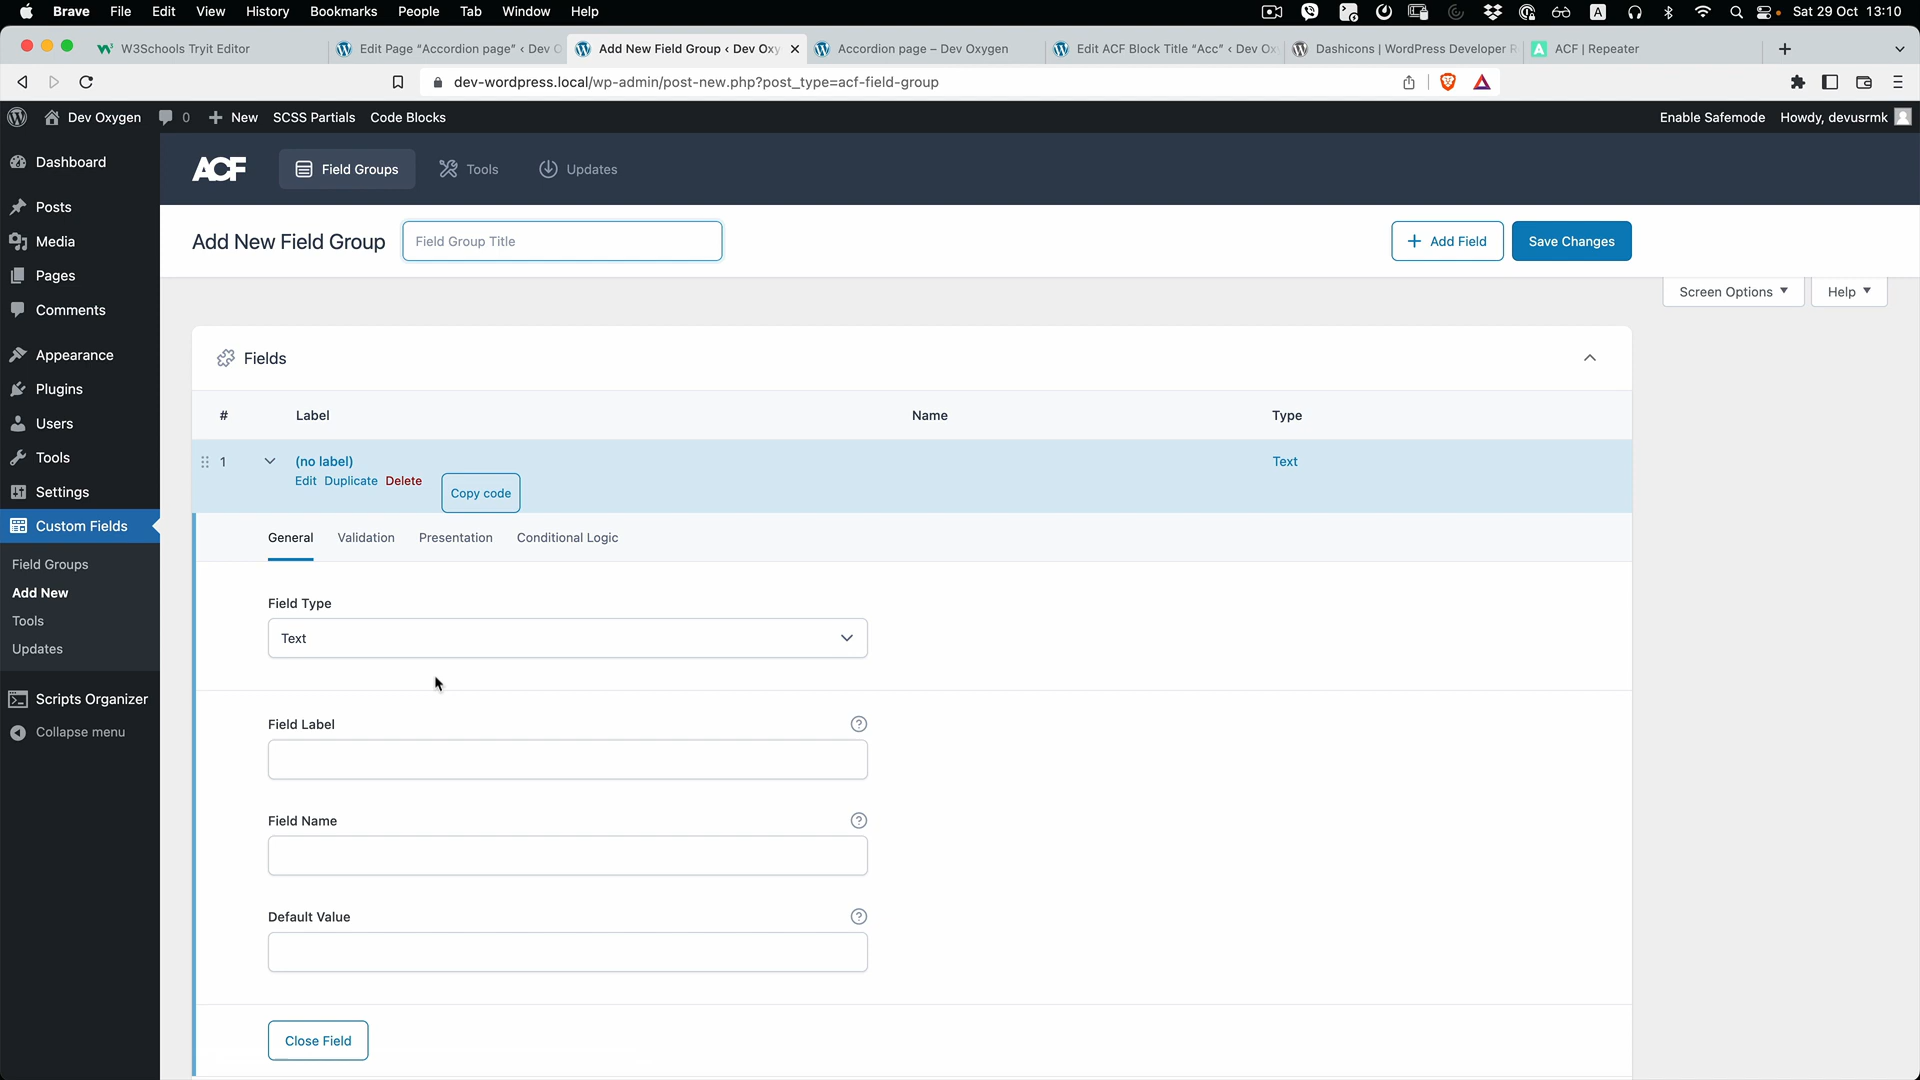 Brave File Edit View History Bookmarks People Tab Window Help A Sat 29 Oct 13:10
W3Schools Tryit Editor
Edit Page “Accordion page” ‹ Dev O
Add New Field Group ‹ Dev Oxy
Accordion page – Dev Oxygen
Edit ACF Block Title “Acc” ‹ Dev Ox
Dashicons | WordPress Developer R
A ACF | Repeater
dev-wordpress.local/wp-admin/post-new.php?post_type=acf-field-group
Dev Oxygen 0 New SCSS Partials Code Blocks Enable Safemode Howdy, devusrmk
Dashboard
Posts
Media
Pages
Comments
Appearance
Plugins
Users
Tools
Settings
Custom Fields
Field Groups
Add New
Tools
Updates
Scripts Organizer
Collapse menu
ACF Field Groups Tools Updates
Add New Field Group Field Group Title Add Field Save Changes
Screen Options Help
Fields
# Label Name Type
1 (no label) Text
Edit Duplicate Delete Copy code
General Validation Presentation Conditional Logic
Field Type
Text
Field Label
Field Name
Default Value
Close Field